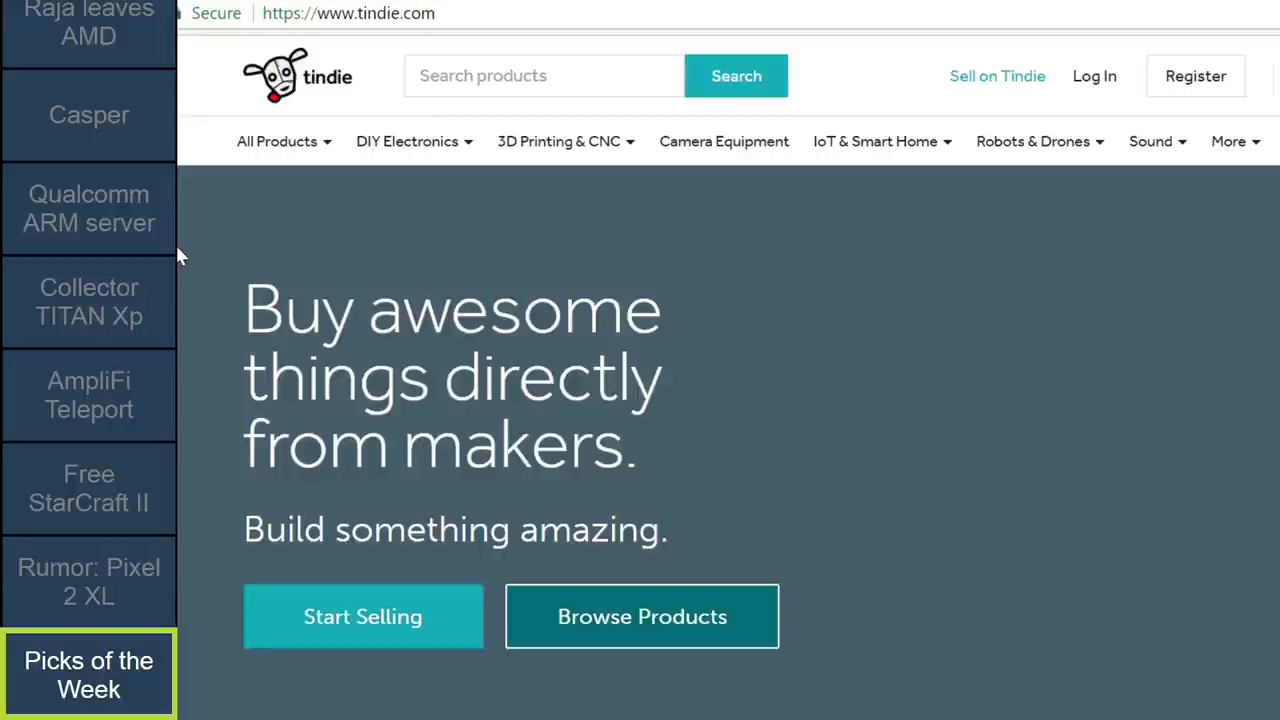 Raja leaves
AMD
Casper
Qualcomm
ARM server
Collector
TITAN Xp
AmpliFi
Teleport
Free
StarCraft II
Rumor: Pixel
2 XL
Picks of the
Week
Secure https://www.tindie.com
tindie
Search products
Search
Sell on Tindie
Log In
Register
All Products
DIY Electronics
3D Printing & CNC
Camera Equipment
IoT & Smart Home
Robots & Drones
Sound
More
Buy awesome
things directly
from makers.
Build something amazing.
Start Selling
Browse Products